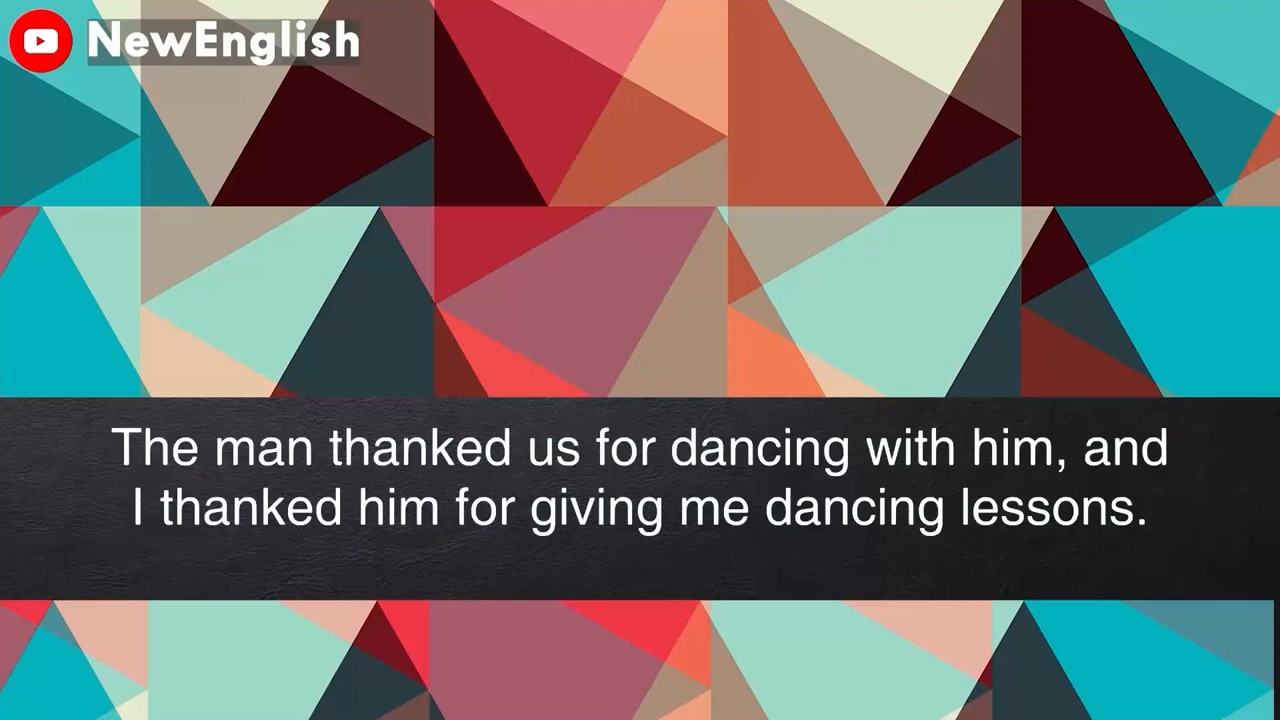 NewEnglish
The man thanked us for dancing with him, and
I thanked him for giving me dancing lessons.